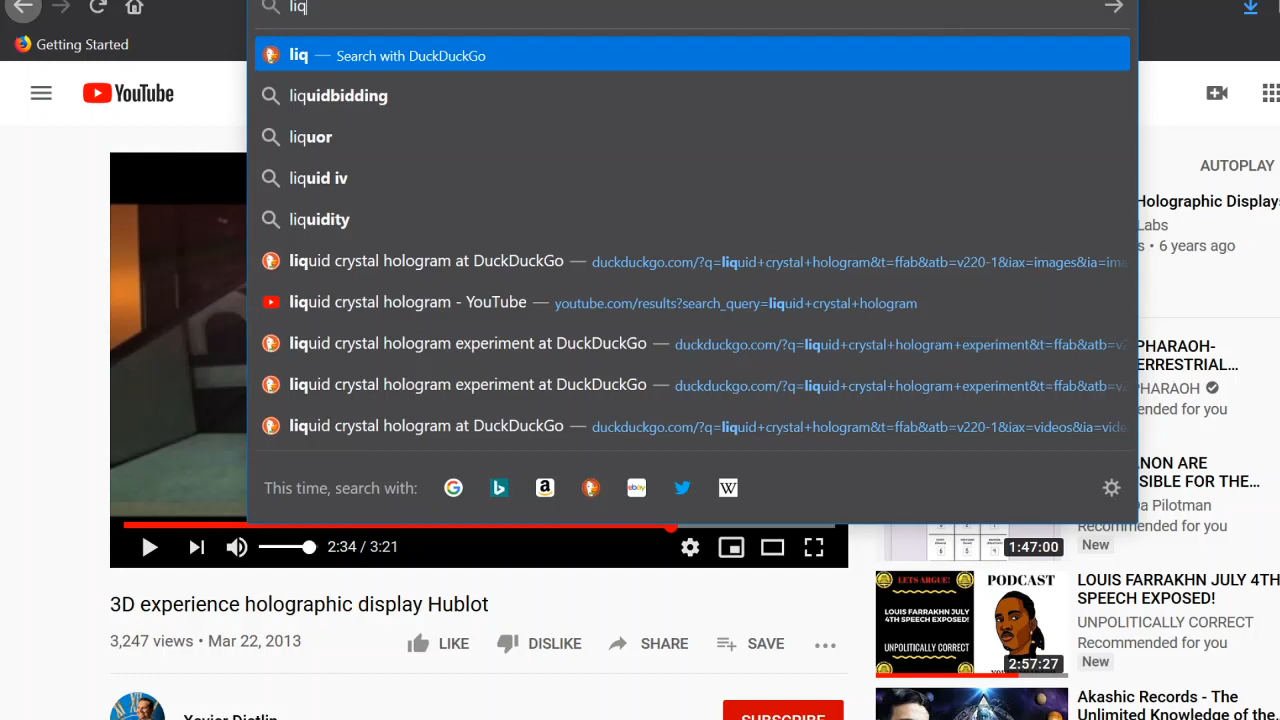 liq
Getting Started
liq — Search with DuckDuckGo
liquidbidding
liquor
liquid iv
liquidity
liquid crystal hologram at DuckDuckGo — duckduckgo.com/?q=liquid+crystal+hologram&t=ffab&atb=v220-1&iax=images&ia=ima
liquid crystal hologram - YouTube — youtube.com/results?search_query=liquid+crystal+hologram
liquid crystal hologram experiment at DuckDuckGo — duckduckgo.com/?q=liquid+crystal+hologram+experiment&t=ffab&atb=v2
liquid crystal hologram experiment at DuckDuckGo — duckduckgo.com/?q=liquid+crystal+hologram+experiment&t=ffab&atb=v
liquid crystal hologram at DuckDuckGo — duckduckgo.com/?q=liquid+crystal+hologram&t=ffab&atb=v220-1&iax=videos&ia=vide
This time, search with:
ebay
W
YouTube
2:34 / 3:21
3D experience holographic display Hublot
3,247 views • Mar 22, 2013
LIKE
DISLIKE
SHARE
SAVE
SUBSCRIBE
AUTOPLAY
Holographic Displays
Labs
s • 6 years ago
PHARAOH-
ERRESTRIAL...
PHARAOH
ended for you
NON ARE
SIBLE FOR THE...
a Pilotman
Recommended for you
New
1:47:00
LETS ARGUE!
LOUIS FARRAKHN JULY 4TH SPEECH EXPOSED!
UNPOLITICALLY CORRECT
PODCAST
2:57:27
LOUIS FARRAKHN JULY 4TH
SPEECH EXPOSED!
UNPOLITICALLY CORRECT
Recommended for you
New
Akashic Records - The
Unlimited Knowledge of the